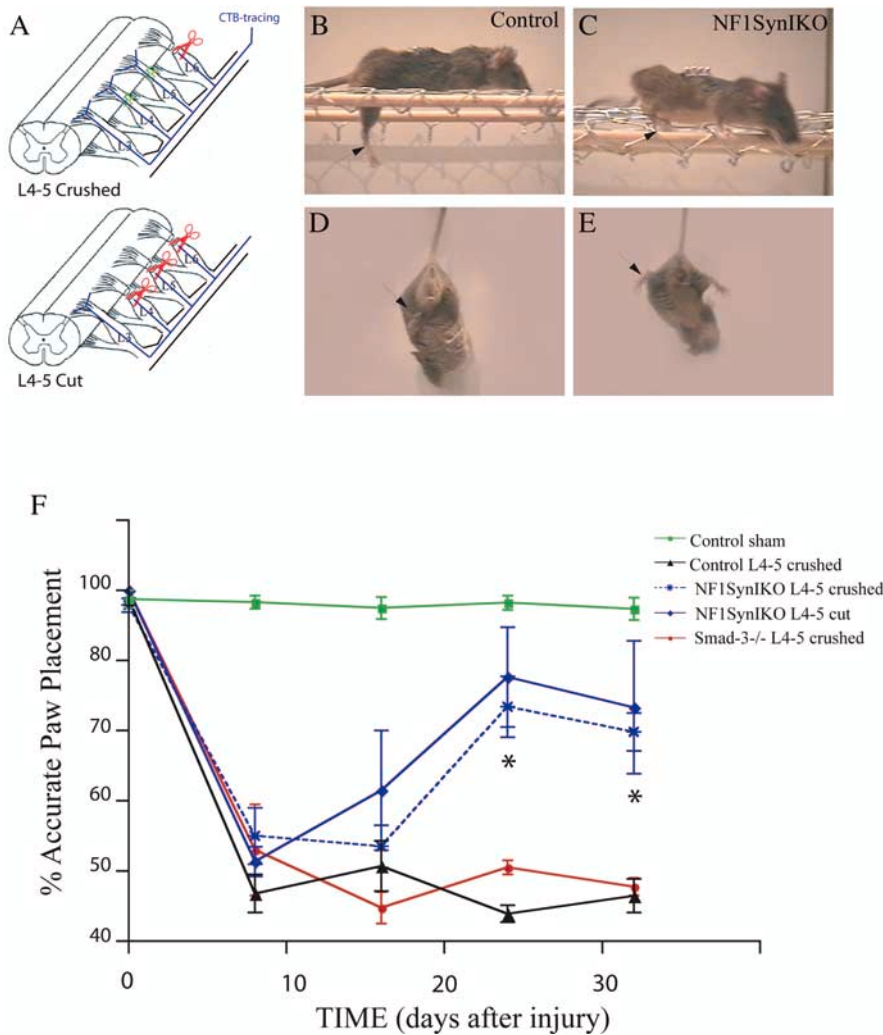 A
CTB-tracing
L6
L5
L4
L3
L4-5 Crushed
L6
L5
L4
L3
L4-5 Cut
B
Control
C
NF1SynIKO
D
E
F
% Accurate Paw Placement
100
80
70
60
50
40
0
10
20
30
TIME (days after injury)
*
*
Control sham
Control L4-5 crushed
NF1SynIKO L4-5 crushed
NF1SynIKO L4-5 cut
Smad-3-/- L4-5 crushed